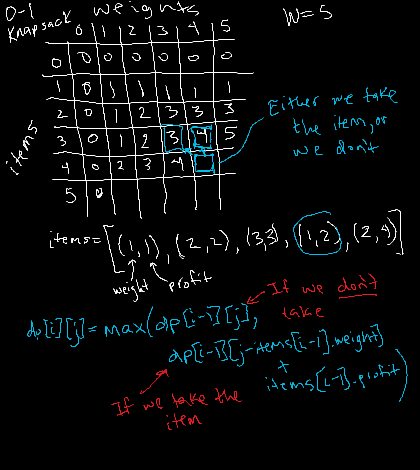 0-1 weights W=5
Knapsack 0 1 2 3 4 5
0 0 0 0 0 0 0
1 0 1 1 1 1 1
2 0 1 2 3 3 3
3 0 1 2 3 4 5
4 0 2 3 4
5 0
items
Either we take
the item, or
we don't
items=[(1,1), (2,2), (3,3), (1,2), (2,4)]
weight profit
If we don't
take
dp[i][j]=max(dp[i-1][j],
dp[i-1][j-items[i-1].weight]
+
items[i-1].profit)
If we take the
item